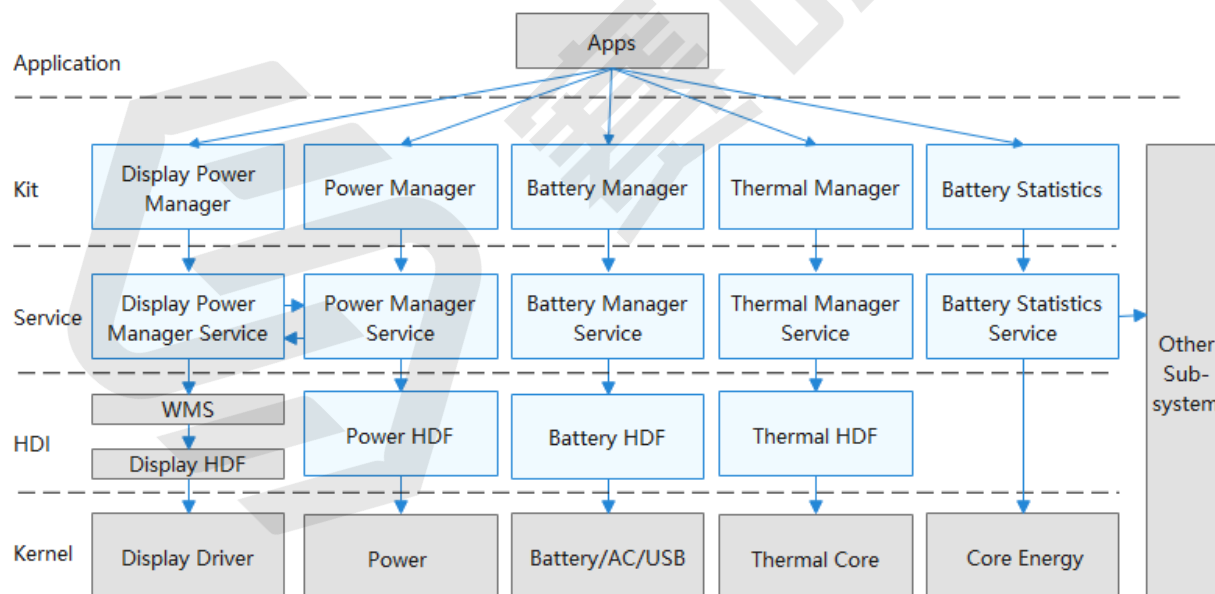 Apps
Application
Kit
Display Power
Manager
Power Manager
Battery Manager
Thermal Manager
Battery Statistics
Service
Display Power
Manager Service
Power Manager
Service
Battery Manager
Service
Thermal Manager
Service
Battery Statistics
Service
Other
Sub-
system
HDI
WMS
Display HDF
Power HDF
Battery HDF
Thermal HDF
Kernel
Display Driver
Power
Battery/AC/USB
Thermal Core
Core Energy